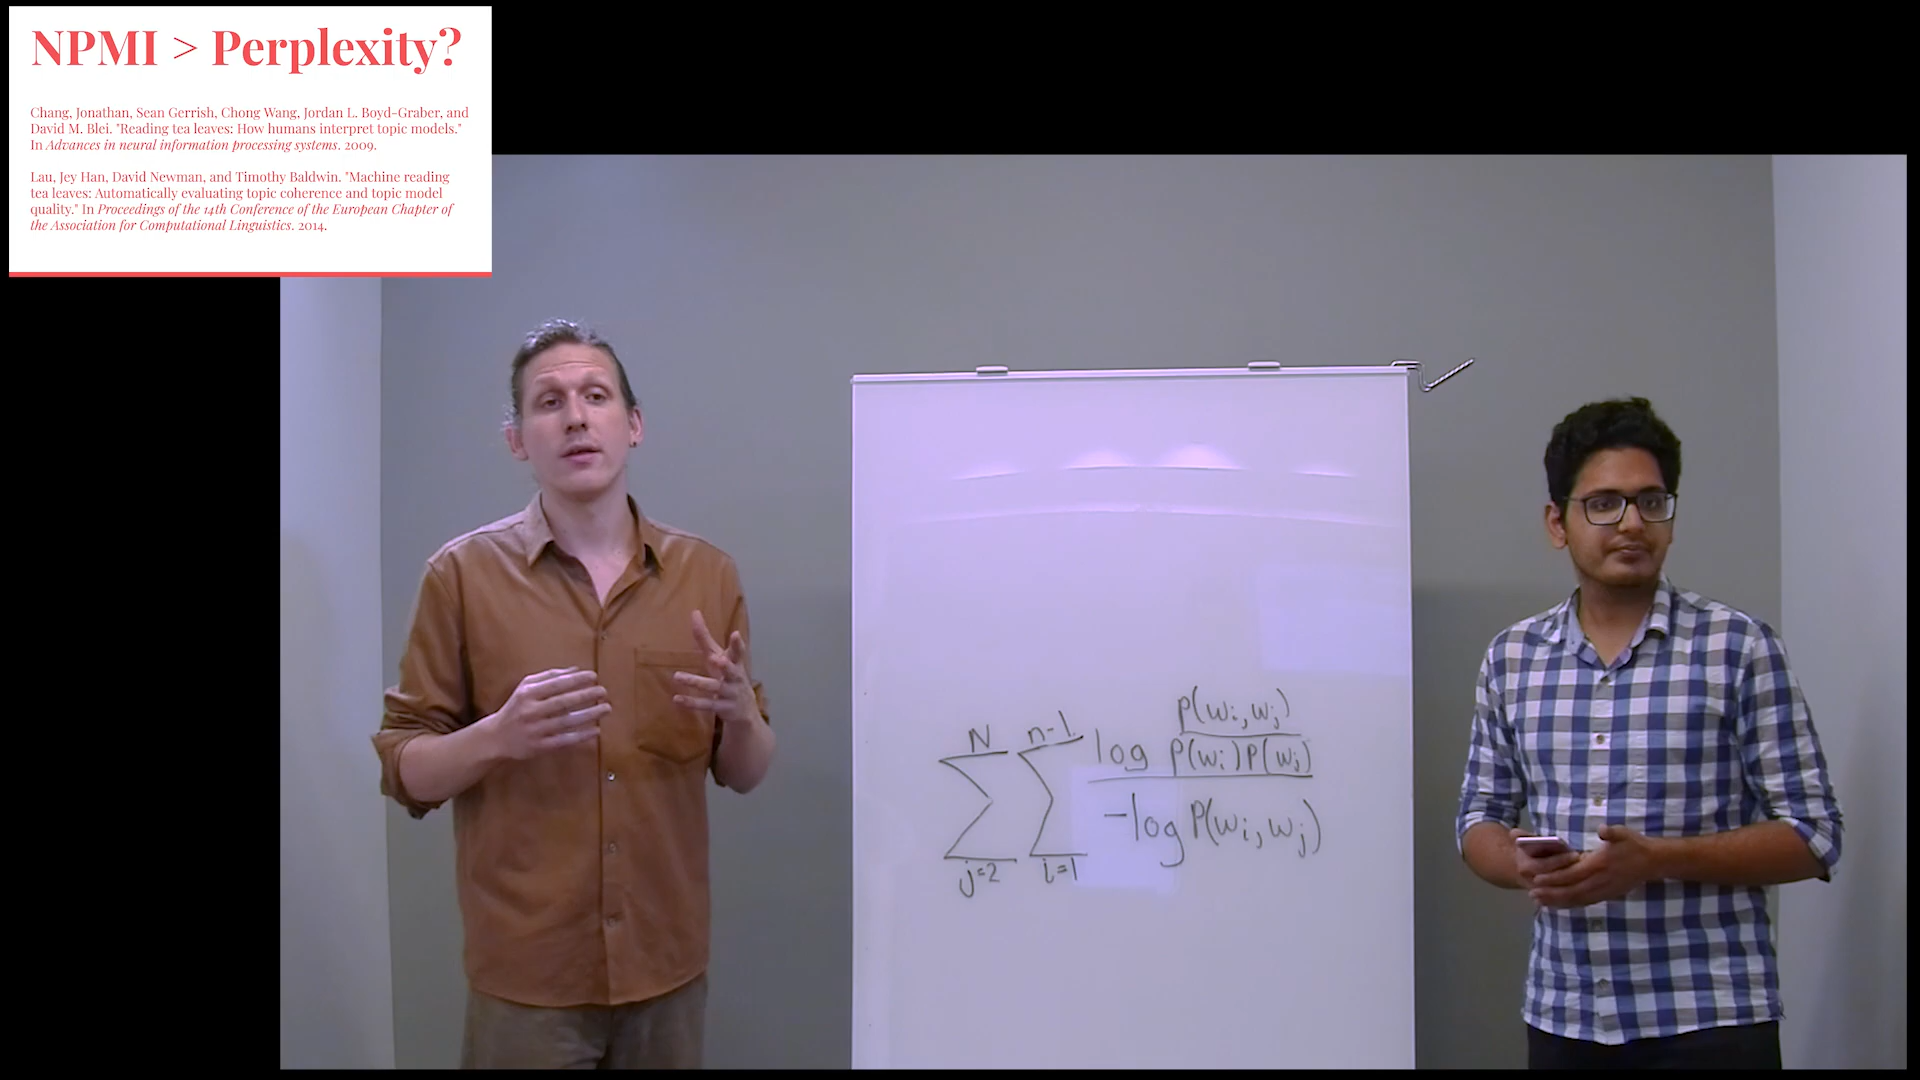 NPMI > Perplexity?
Chang, Jonathan, Sean Gerrish, Chong Wang, Jordan L. Boyd-Graber, and
David M. Blei. "Reading tea leaves: How humans interpret topic models."
In Advances in neural information processing systems. 2009.
Lau, Jey Han, David Newman, and Timothy Baldwin. "Machine reading
tea leaves: Automatically evaluating topic coherence and topic model
quality." In Proceedings of the 14th Conference of the European Chapter of
the Association for Computational Linguistics. 2014.
N n-1 P(wi,wj)
log P(wi)P(wj)
-log P(wi,wj)
j=2 i=1